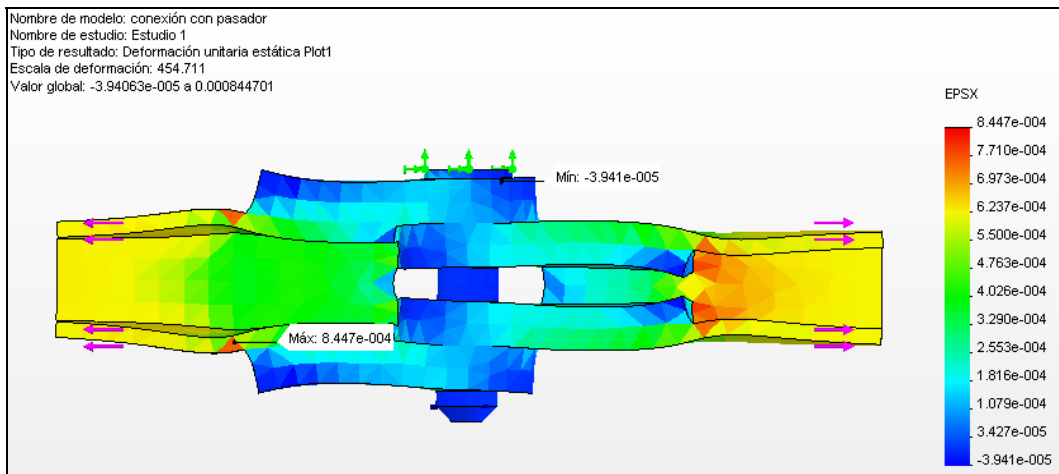 Nombre de modelo: conexión con pasador
Nombre de estudio: Estudio 1
Tipo de resultado: Deformación unitaria estática Plot1
Escala de deformación: 454.711
Valor global: -3.94063e-005 a 0.000844701
EPSX
8.447e-004
7.710e-004
6.973e-004
6.237e-004
5.500e-004
4.763e-004
4.026e-004
3.290e-004
2.553e-004
1.816e-004
1.079e-004
3.427e-005
-3.941e-005
Mín: -3.941e-005
Máx: 8.447e-004